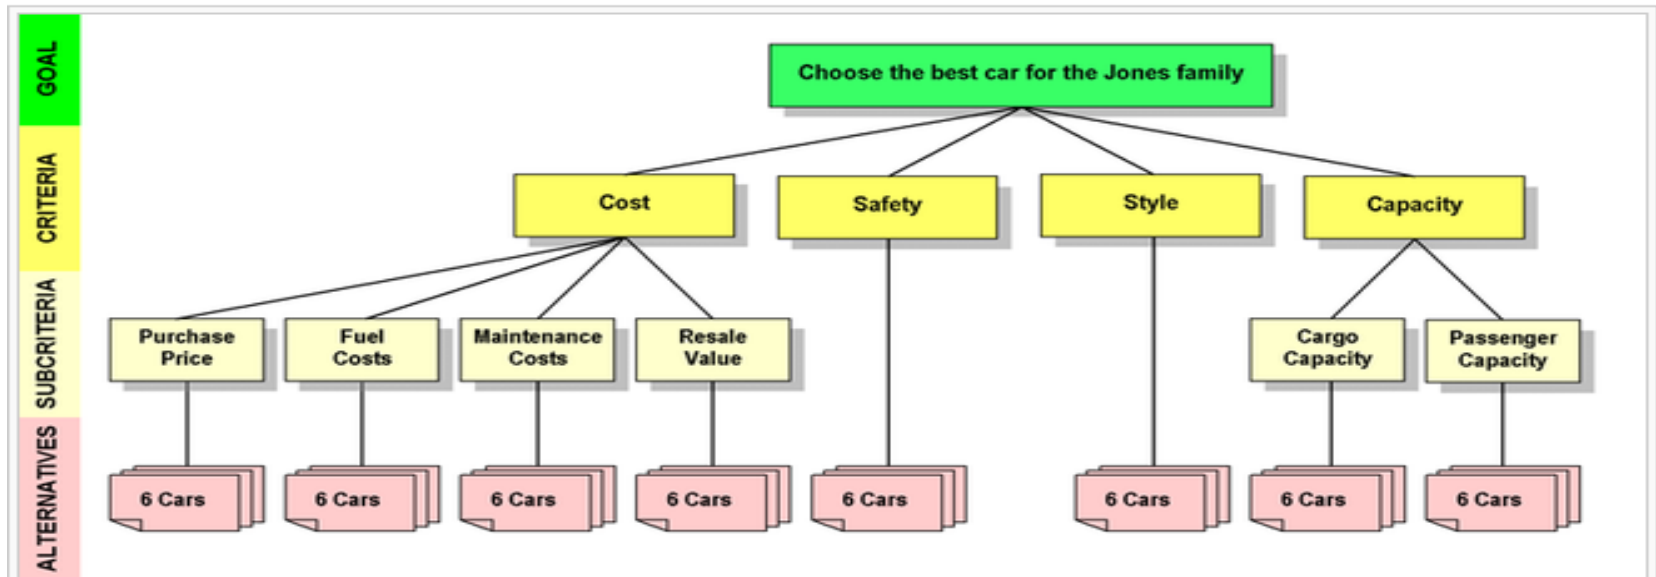 GOAL
Choose the best car for the Jones family
CRITERIA
Cost
Safety
Style
Capacity
SUBCRITERIA
Purchase
Price
Fuel
Costs
Maintenance
Costs
Resale
Value
Cargo
Capacity
Passenger
Capacity
ALTERNATIVES
6 Cars
6 Cars
6 Cars
6 Cars
6 Cars
6 Cars
6 Cars
6 Cars